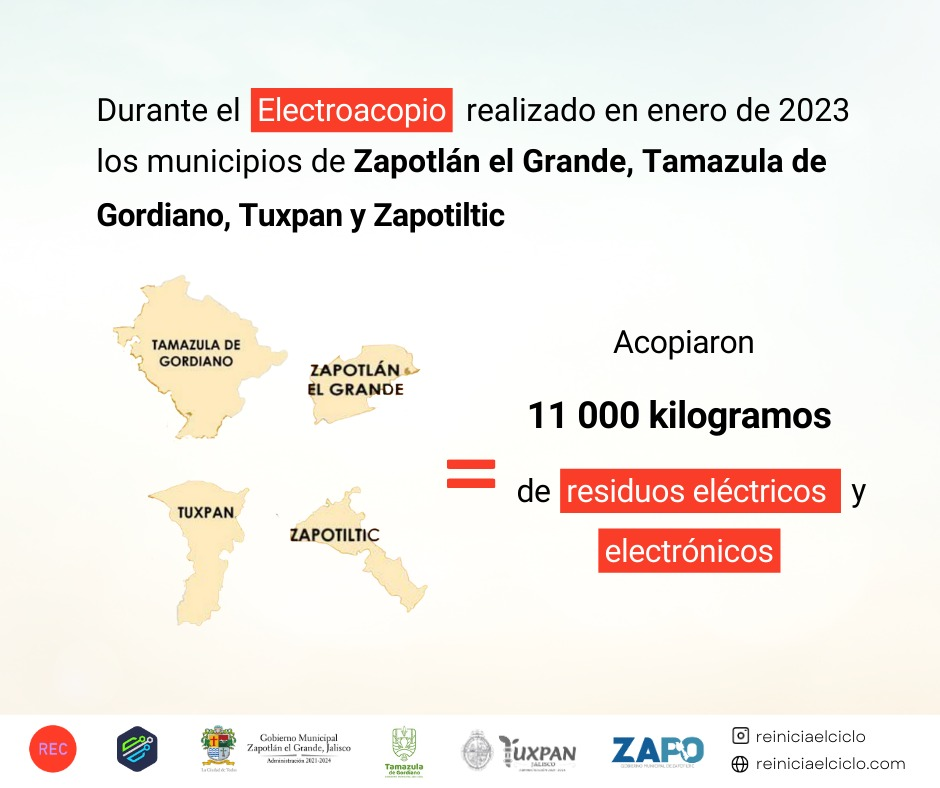 Durante el Electroacopio realizado en enero de 2023
los municipios de Zapotlán el Grande, Tamazula de
Gordiano, Tuxpan y Zapotiltic
TAMAZULA DE
GORDIANO
ZAPOTLÁN
EL GRANDE
TUXPAN
ZAPOTILTIC
=
Acopiaron
11 000 kilogramos
de residuos eléctricos y
electrónicos
REC
Gobierno Municipal
Zapotlán el Grande, Jalisco
Administración 2021-2024
Tamazula
de Gordiano
TUXPAN
JALISCO
ZAPO
reiniciaelciclo
reiniciaelciclo.com